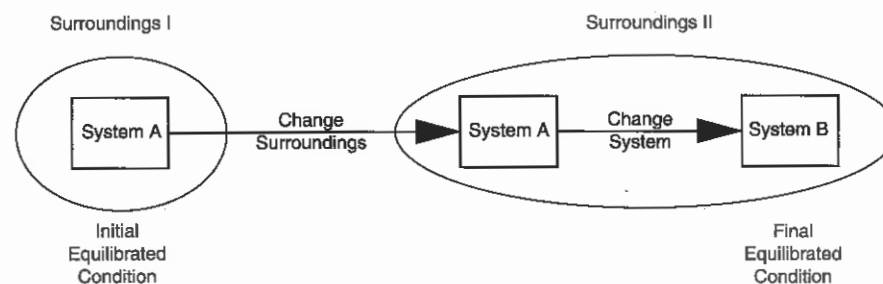 Surroundings I
Surroundings II
System A
Change
Surroundings
System A
Change
System
System B
Initial
Equilibrated
Condition
Final
Equilibrated
Condition